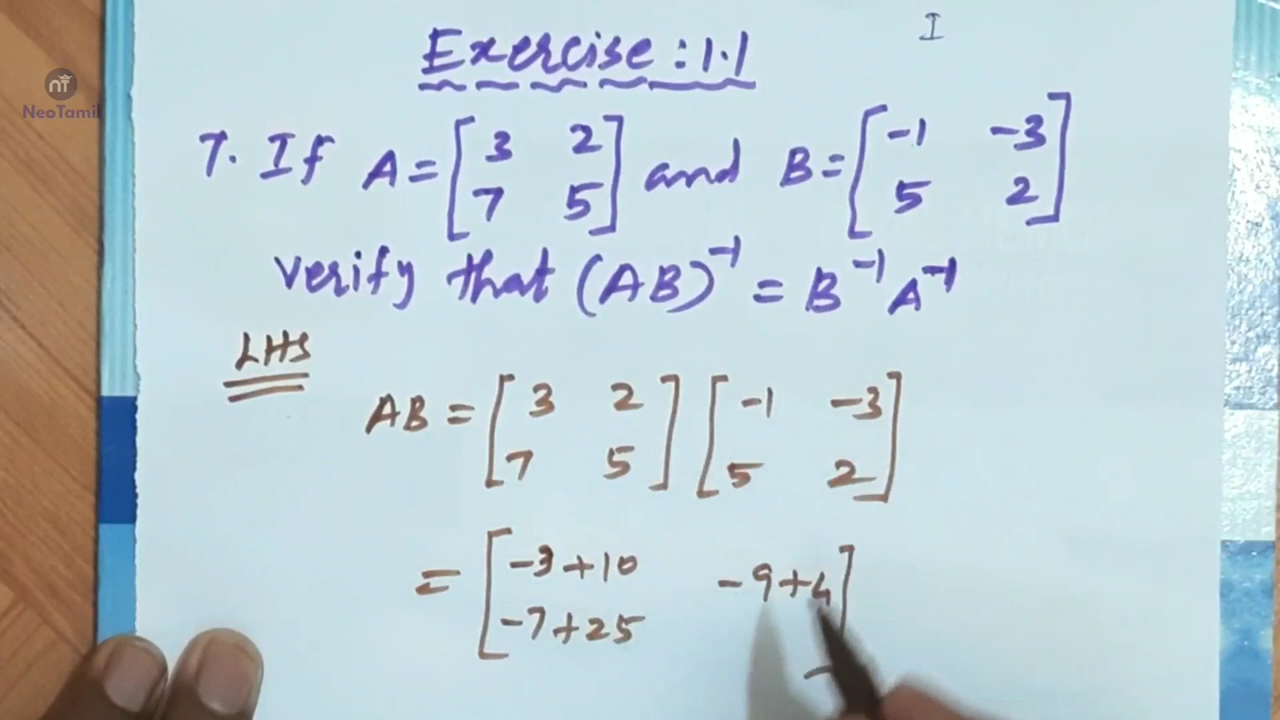 I
Exercise : 1.1
NeoTamil
7. If A = [3 2 7 5] and B = [-1 -3 5 2]
verify that (AB)⁻¹ = B⁻¹ A⁻¹
LHS
AB = [3 2 7 5] [-1 -3 5 2]
= [-3+10 -9+4 -7+25]